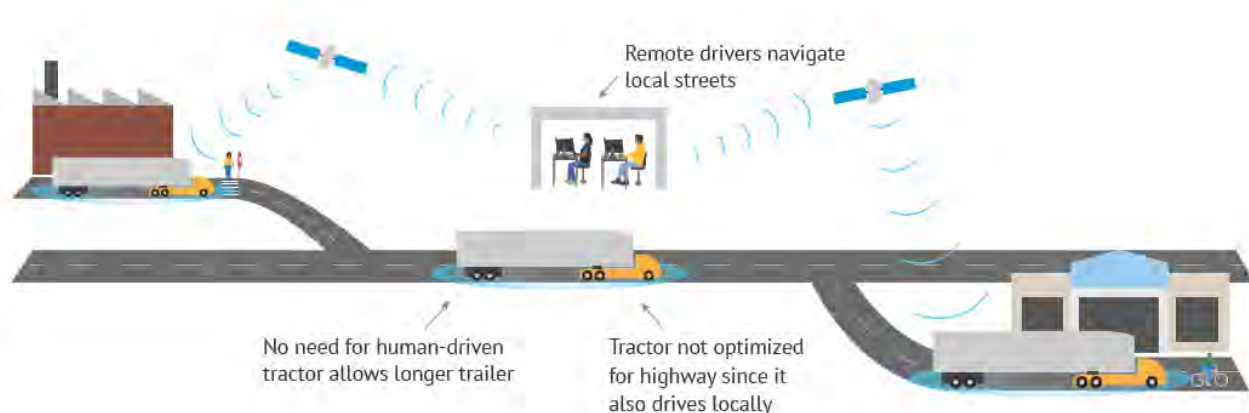 Remote drivers navigate
local streets
No need for human-driven
tractor allows longer trailer
Tractor not optimized
for highway since it
also drives locally